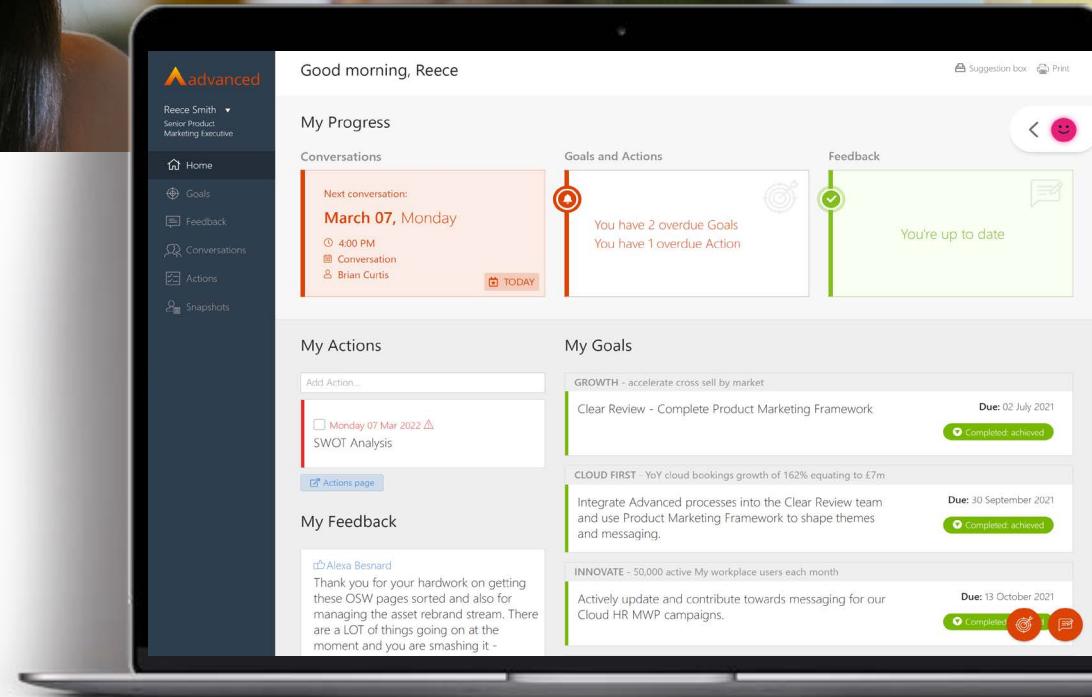 advanced
Reece Smith
Senior Product
Marketing Executive
Home
Goals
Feedback
Conversations
Actions
Snapshots
Good morning, Reece
Suggestion box
Print
My Progress
Conversations
Next conversation:
March 07, Monday
4:00 PM
Conversation
Brian Curtis
TODAY
Goals and Actions
You have 2 overdue Goals
You have 1 overdue Action
Feedback
You're up to date
My Actions
Add Action...
Monday 07 Mar 2022
SWOT Analysis
Actions page
My Feedback
Alexa Besnard
Thank you for your hardwork on getting
these OSW pages sorted and also for
managing the asset rebrand stream. There
are a LOT of things going on at the
moment and you are smashing it -
My Goals
GROWTH - accelerate cross sell by market
Clear Review - Complete Product Marketing Framework
Due: 02 July 2021
Completed: achieved
CLOUD FIRST - YoY cloud bookings growth of 162% equating to £7m
Integrate Advanced processes into the Clear Review team
and use Product Marketing Framework to shape themes
and messaging.
Due: 30 September 2021
Completed: achieved
INNOVATE - 50,000 active My workplace users each month
Actively update and contribute towards messaging for our
Cloud HR MWP campaigns.
Due: 13 October 2021
Completed